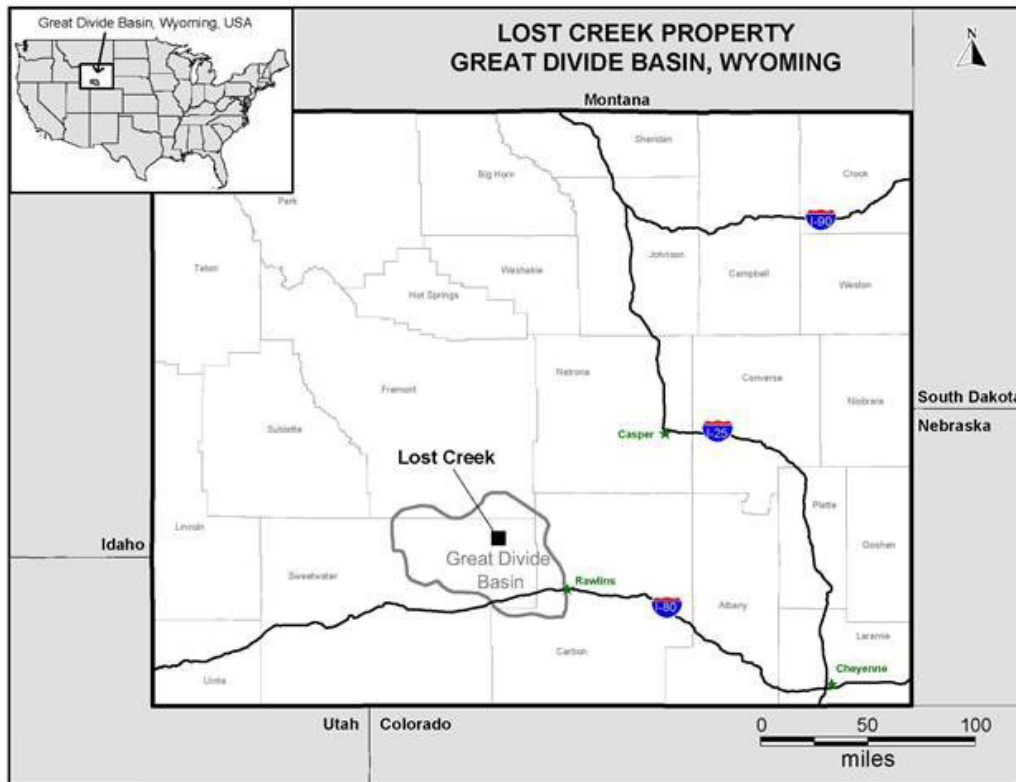 Great Divide Basin, Wyoming, USA
LOST CREEK PROPERTY
GREAT DIVIDE BASIN, WYOMING
N
Montana
Sheridan
Big Horn
Crook
Park
I-90
Johnson
Teton
Washakie
Campbell
Hot Springs
Weston
Natrona
Converse
Fremont
Niobrara
South Dakota
Sublette
Casper
I-25
Nebraska
Lost Creek
Platte
Lincoln
Goshen
Idaho
Great Divide
Basin
Sweetwater
Rawlins
I-80
Albany
Laramie
Carbon
Cheyenne
Uinta
Utah
Colorado
0 50 100
miles